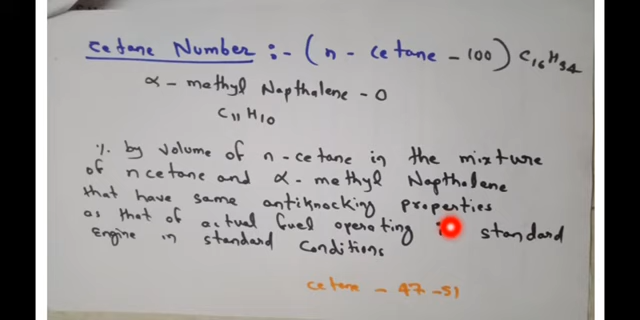 Cetane Number :- (n - cetane - 100) C16H34
α - methyl Napthalene - 0
C11H10
% by volume of n-cetane in the mixture
of n cetane and α-methyl Napthalene
that have same antiknocking properties
as that of actual fuel operating standard
Engine in standard Conditions
cetane - 47 - 51